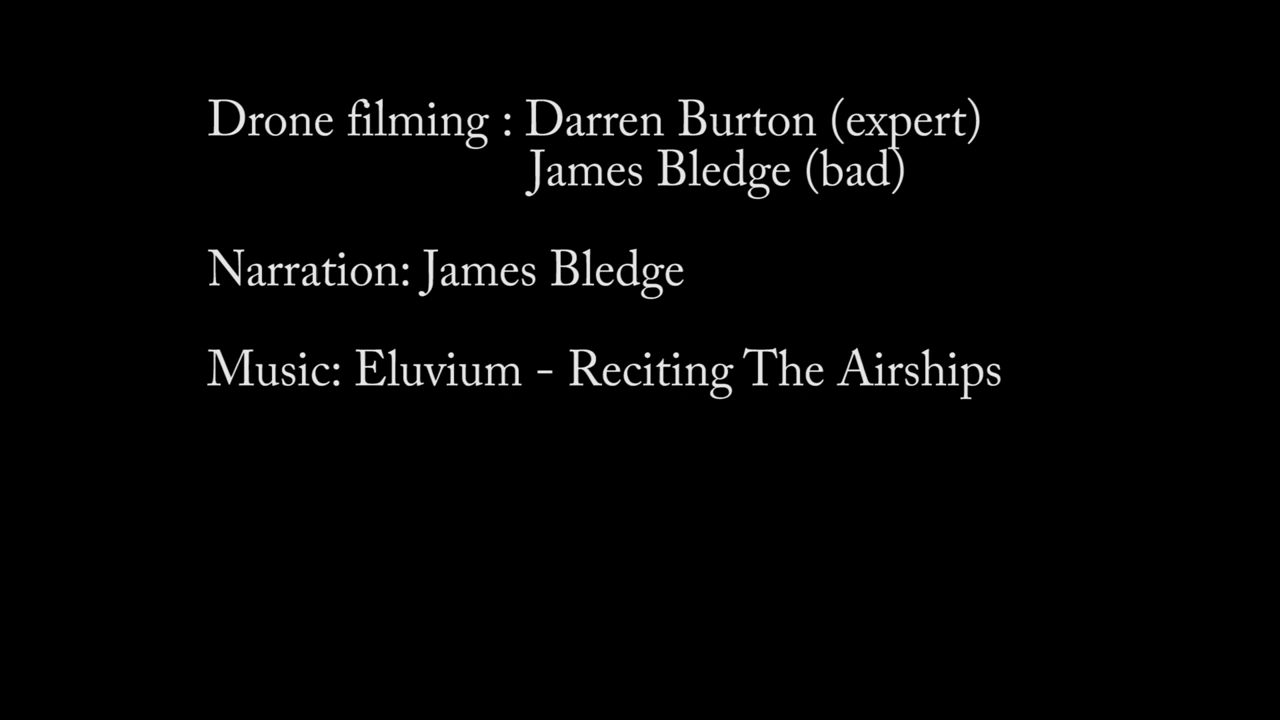 Drone filming : Darren Burton (expert)
James Bledge (bad)
Narration: James Bledge
Music: Eluvium - Reciting The Airships